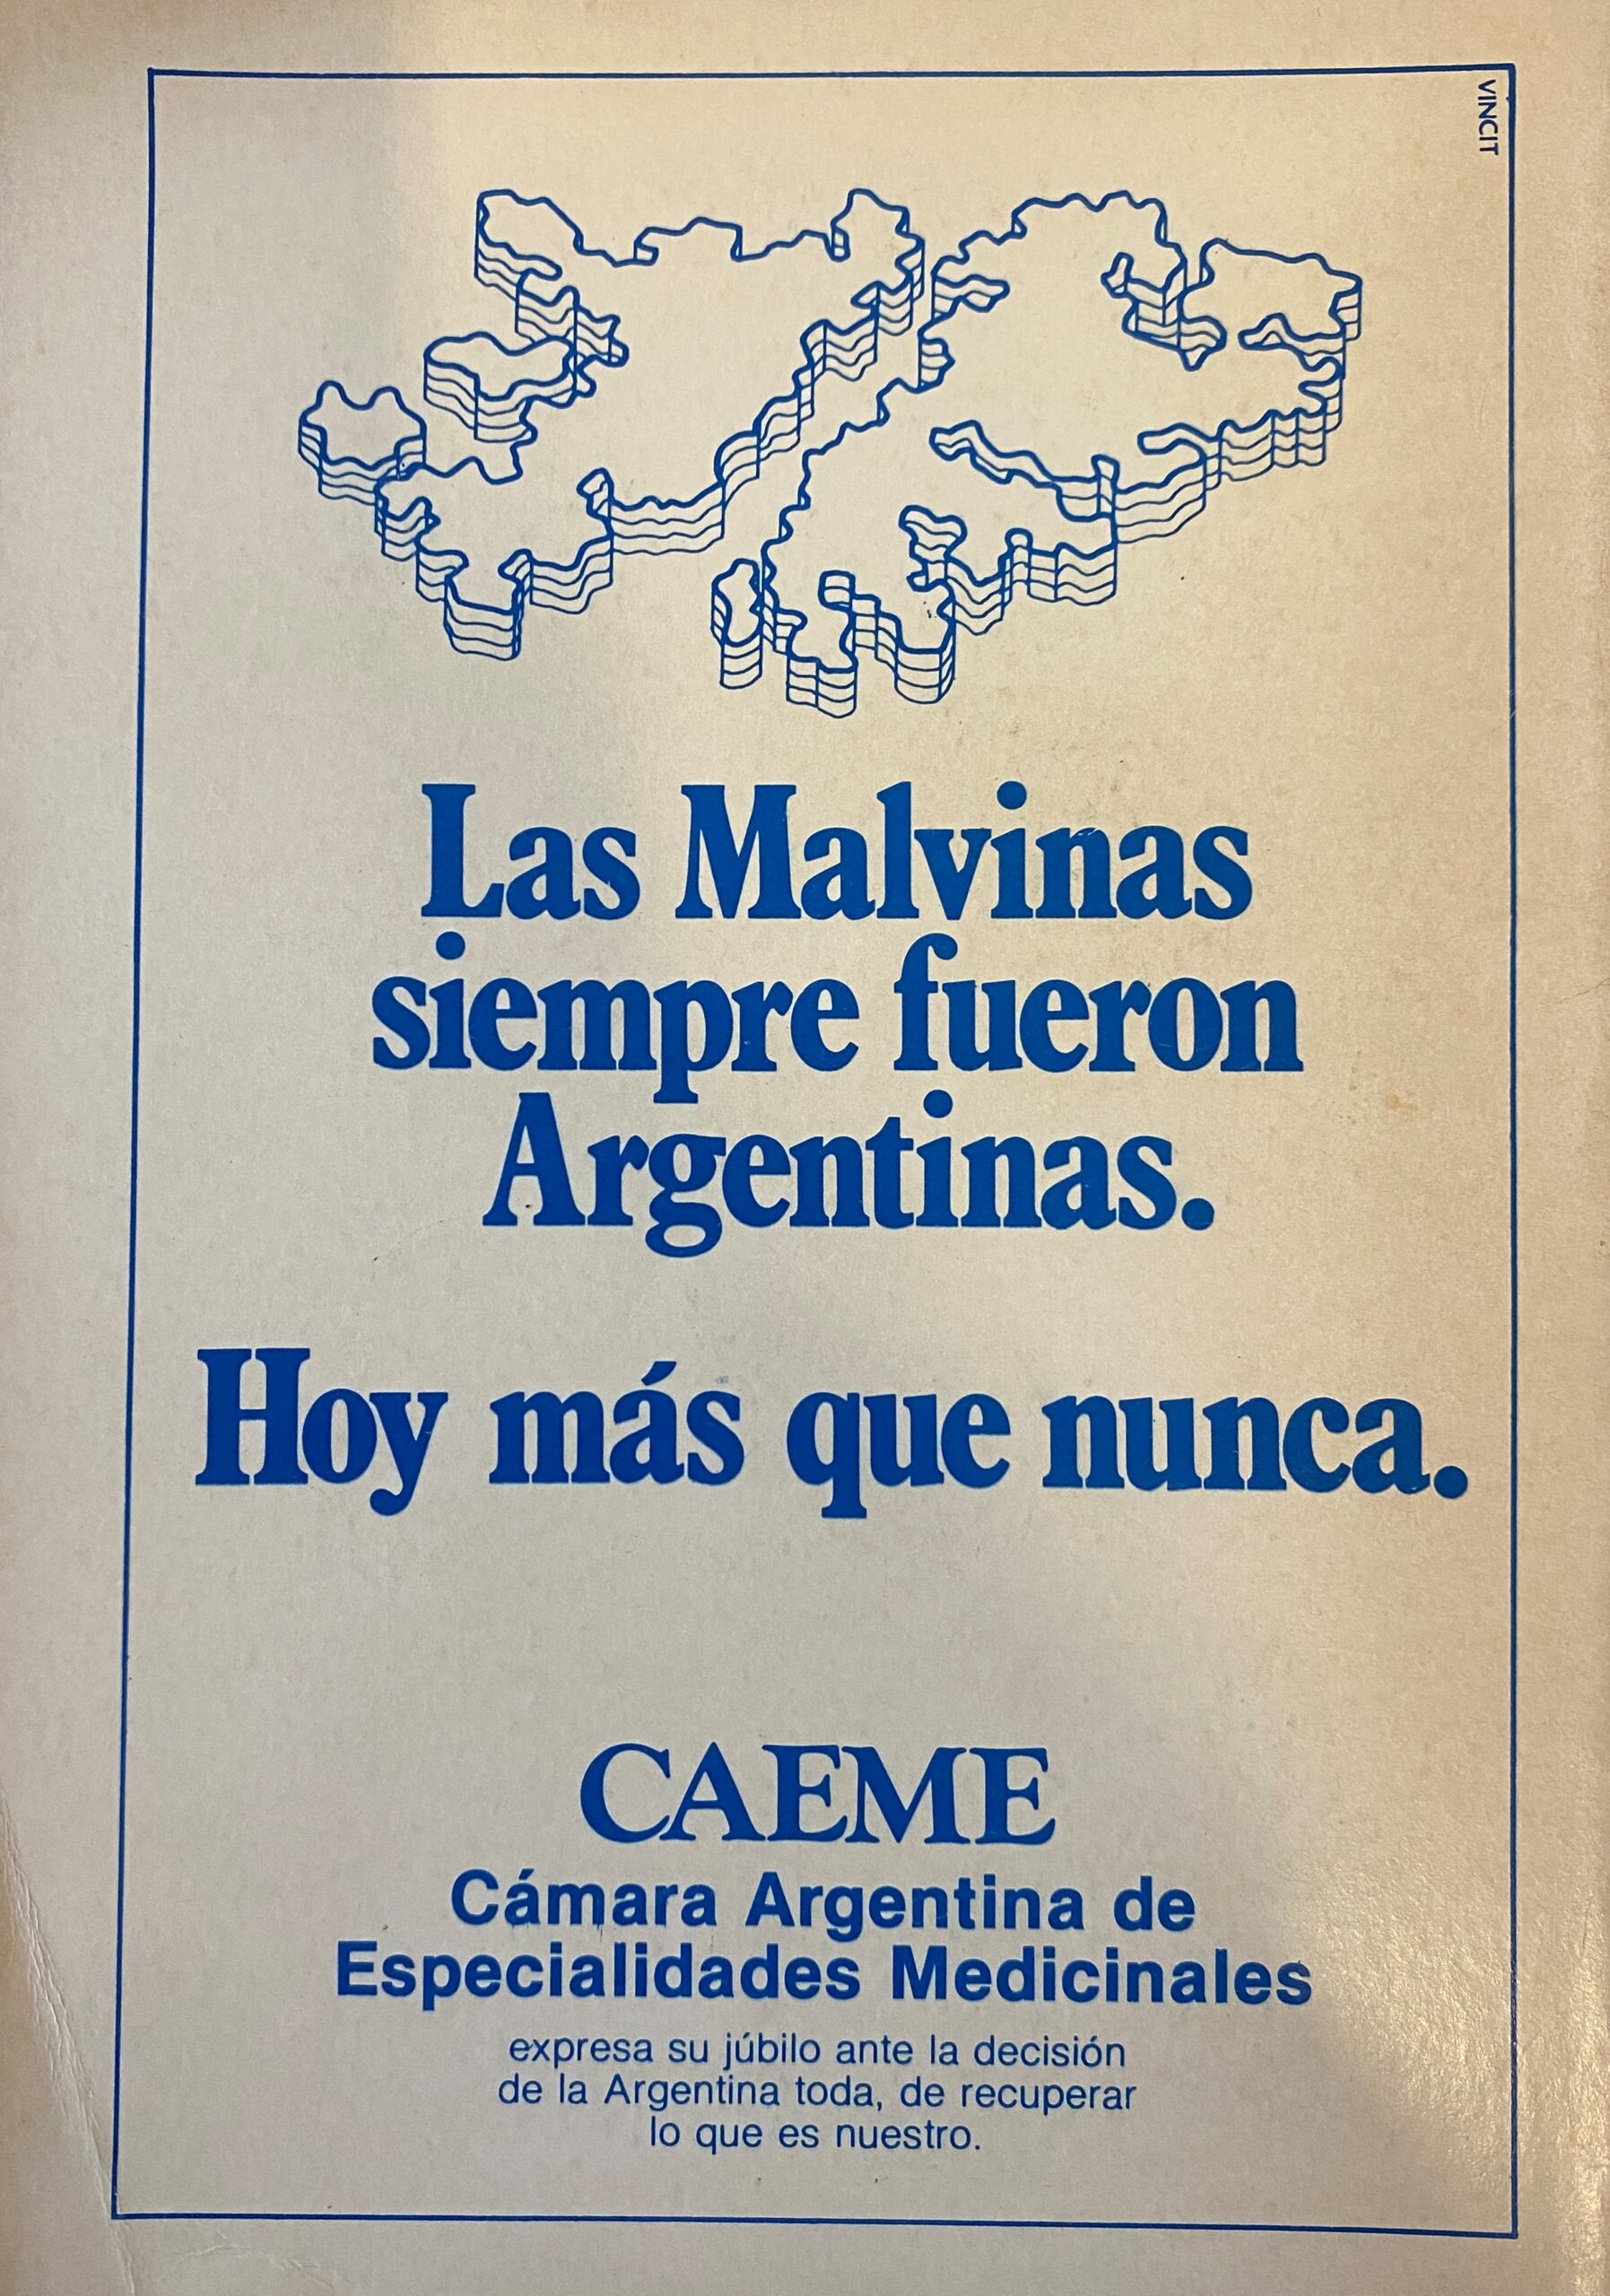 VINCIT
Las Malvinas
siempre fueron
Argentinas.
Hoy más que nunca.
CAEME
Cámara Argentina de
Especialidades Medicinales
expresa su júbilo ante la decisión
de la Argentina toda, de recuperar
lo que es nuestro.